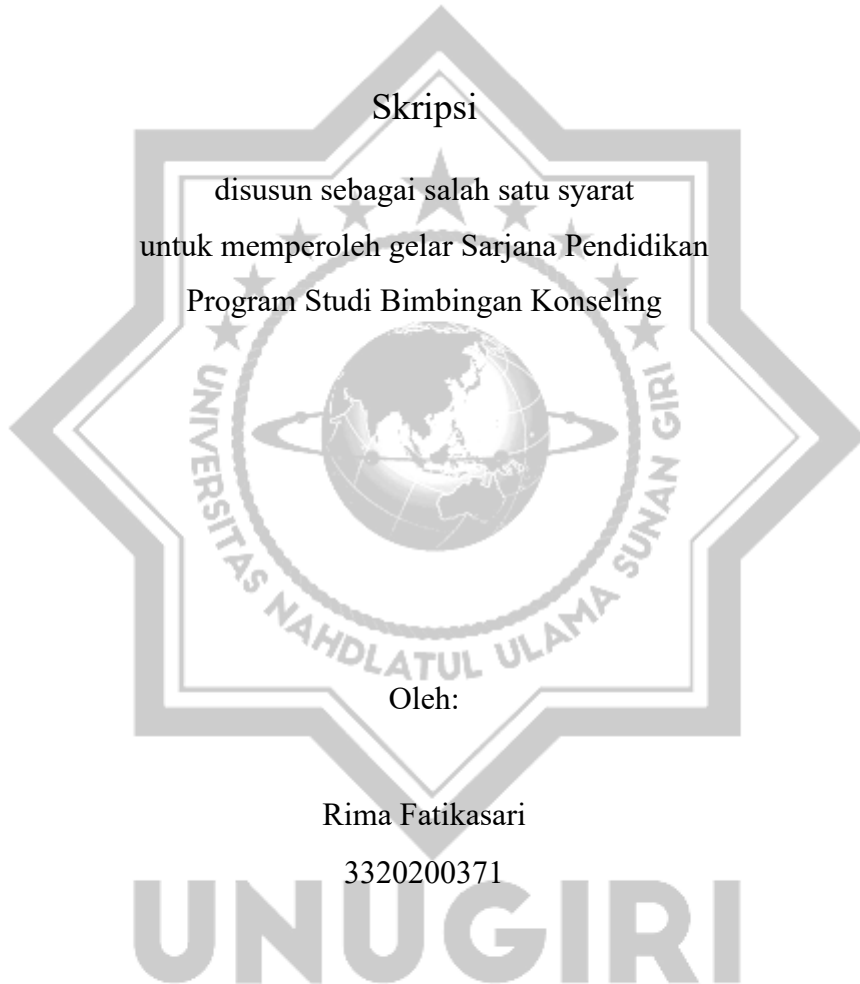 Skripsi
disusun sebagai salah satu syarat
untuk memperoleh gelar Sarjana Pendidikan
Program Studi Bimbingan Konseling
UNIVERSITAS NAHDLATUL ULAMA SUNAN GIRI
Oleh:
Rima Fatikasari
3320200371
UNUGIRI